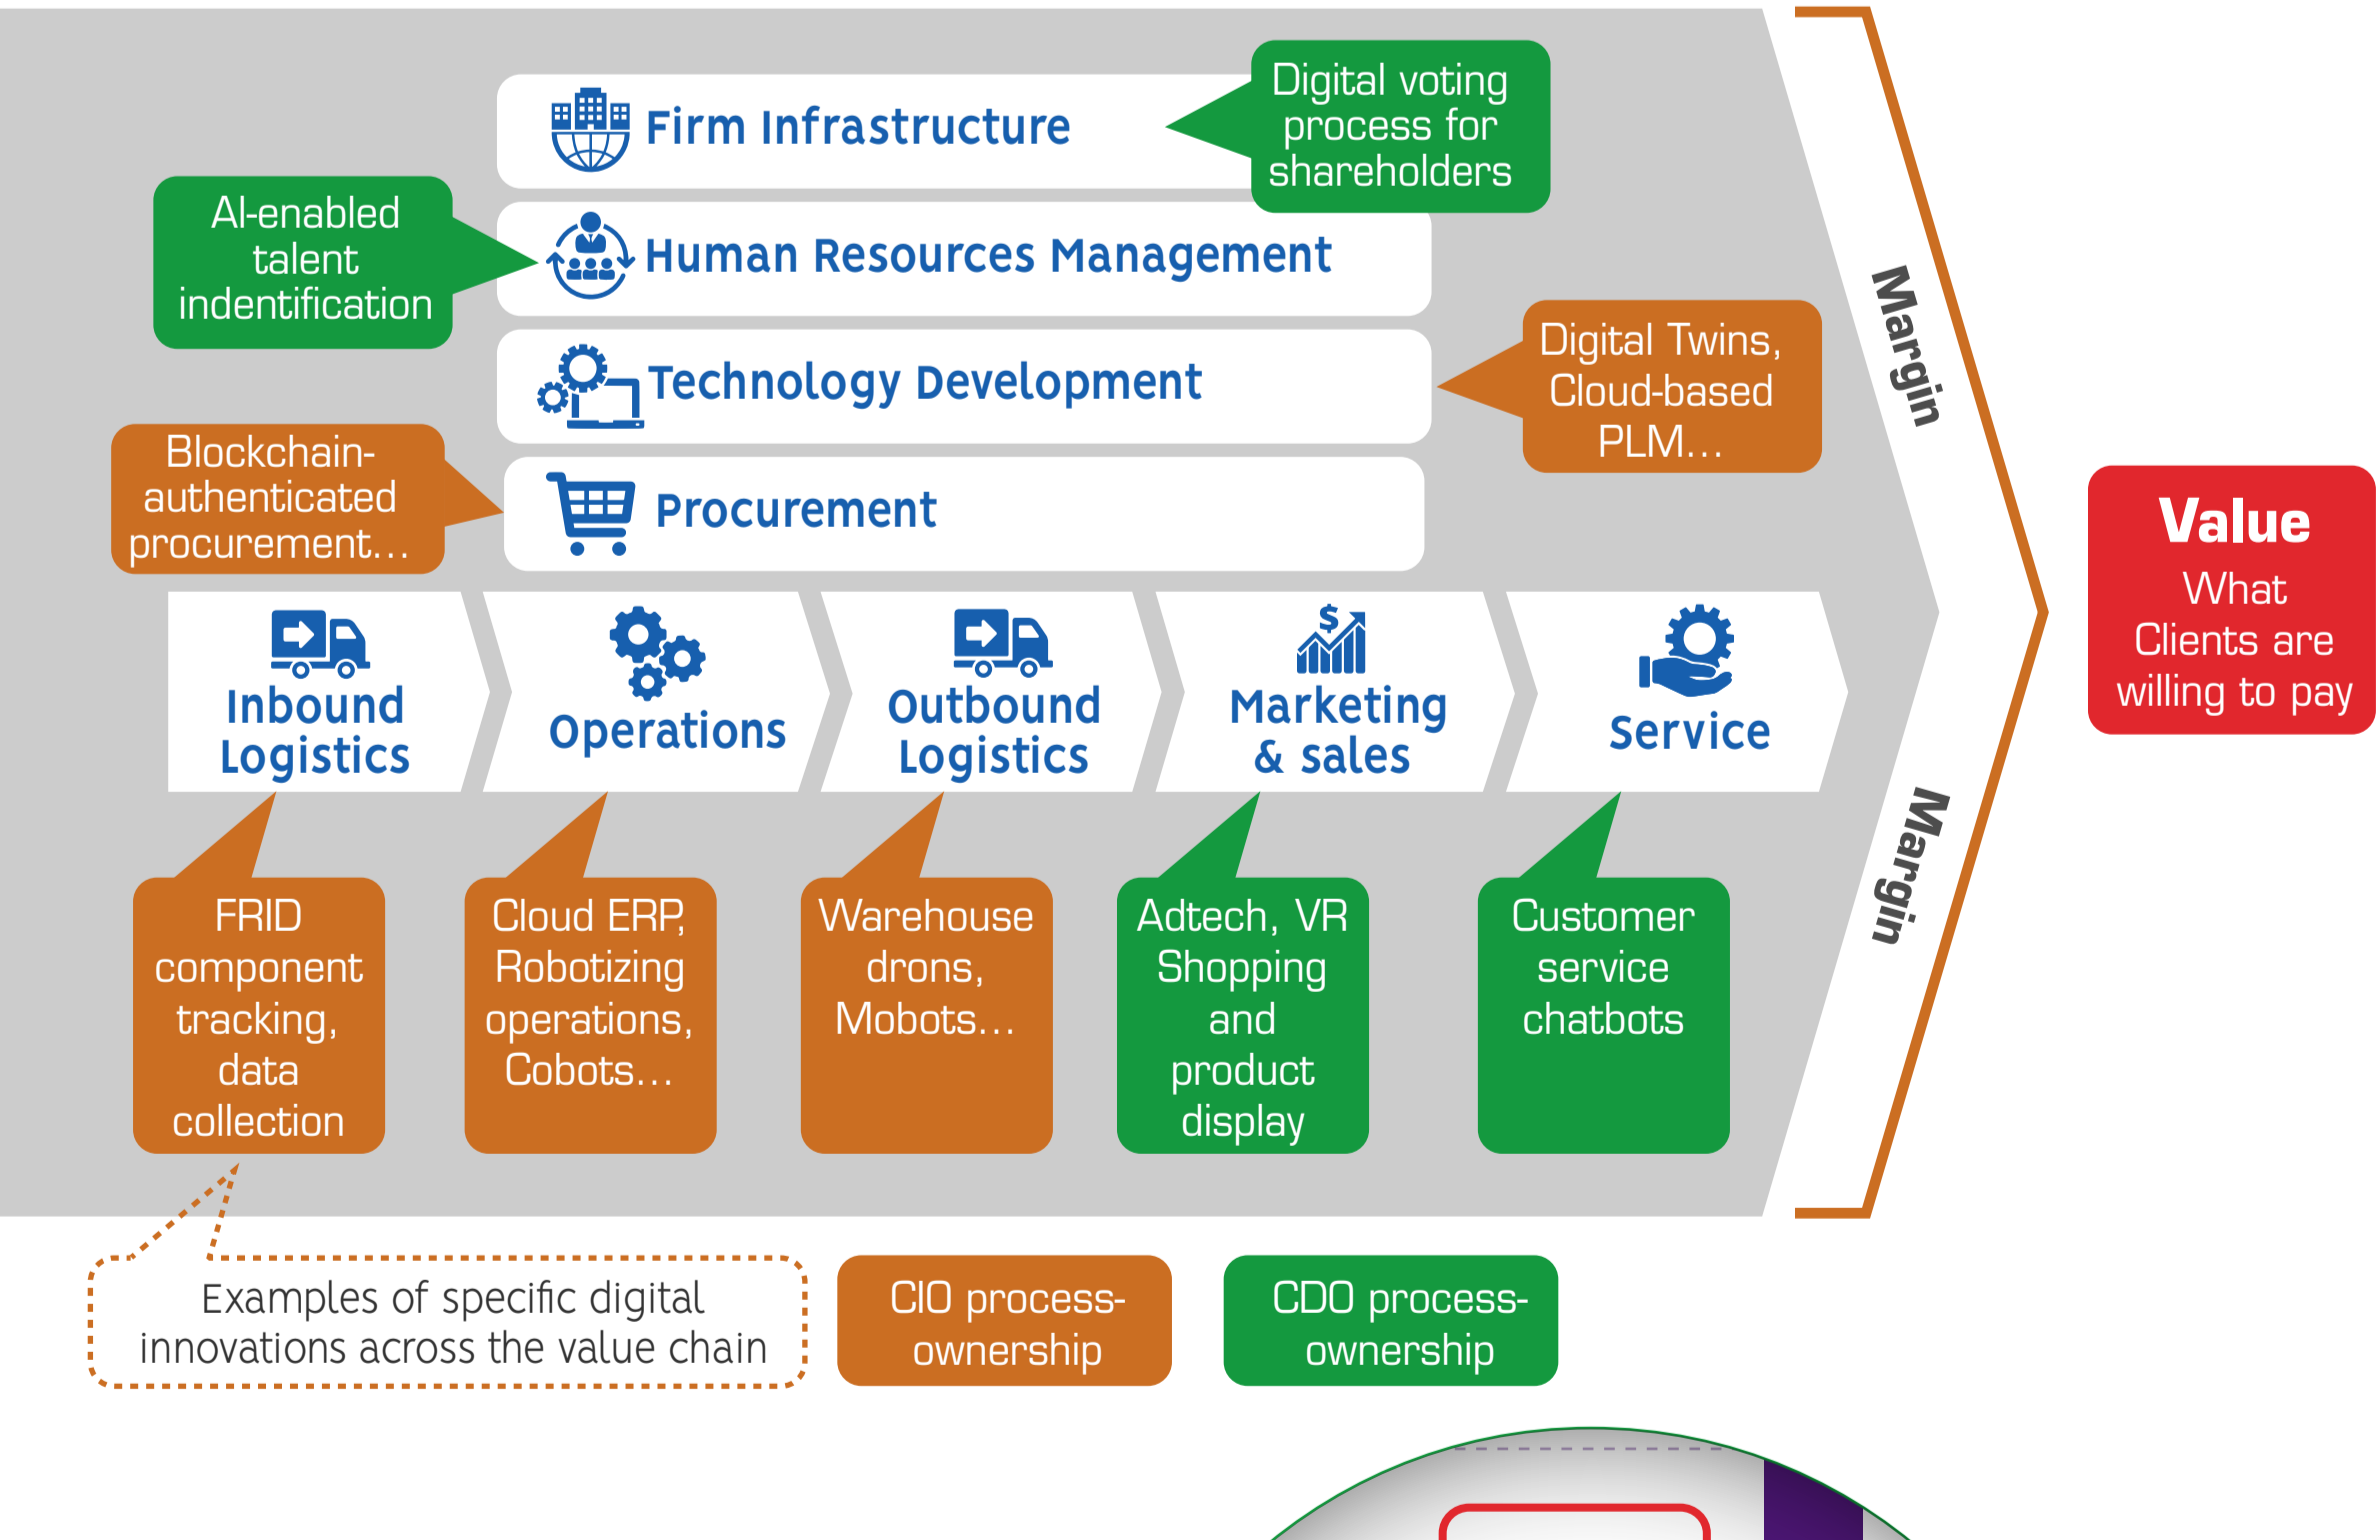 Digital voting
process for
shareholders
Firm Infrastructure
AI-enabled
talent
indentification
Human Resources Management
Digital Twins,
Cloud-based
PLM...
Technology Development
Blockchain-
authenticated
procurement...
Procurement
Margin
Value
What
Clients are
willing to pay
Inbound
Logistics
Operations
Outbound
Logistics
Marketing
& sales
Service
Margin
FRID
component
tracking,
data
collection
Cloud ERP,
Robotizing
operations,
Cobots...
Warehouse
drons,
Mobots...
Adtech, VR
Shopping
and
product
display
Customer
service
chatbots
Examples of specific digital
innovations across the value chain
CIO process-
ownership
CDO process-
ownership